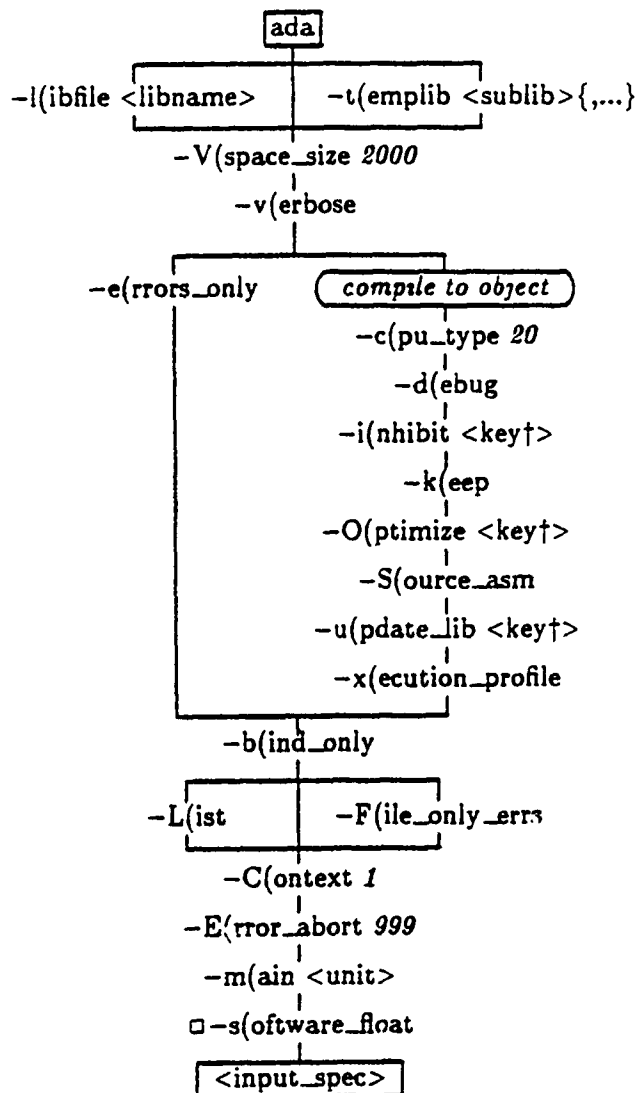 ada
-l(ibfile <libname> -t(emplib <sublib>{,...}
-V(space_size 2000
-v(erbose
-e(rrors_only compile to object
-c(pu_type 20
-d(ebug
-i(nhibit <key†>
-k(eep
-O(ptimize <key†>
-S(ource_asm
-u(pdate_lib <key†>
-x(ecution_profile
-b(ind_only
-L(ist -F(ile_only_errs
-C(ontext 1
-E(rror_abort 999
-m(ain <unit>
□-s(oftware_float
<input_spec>